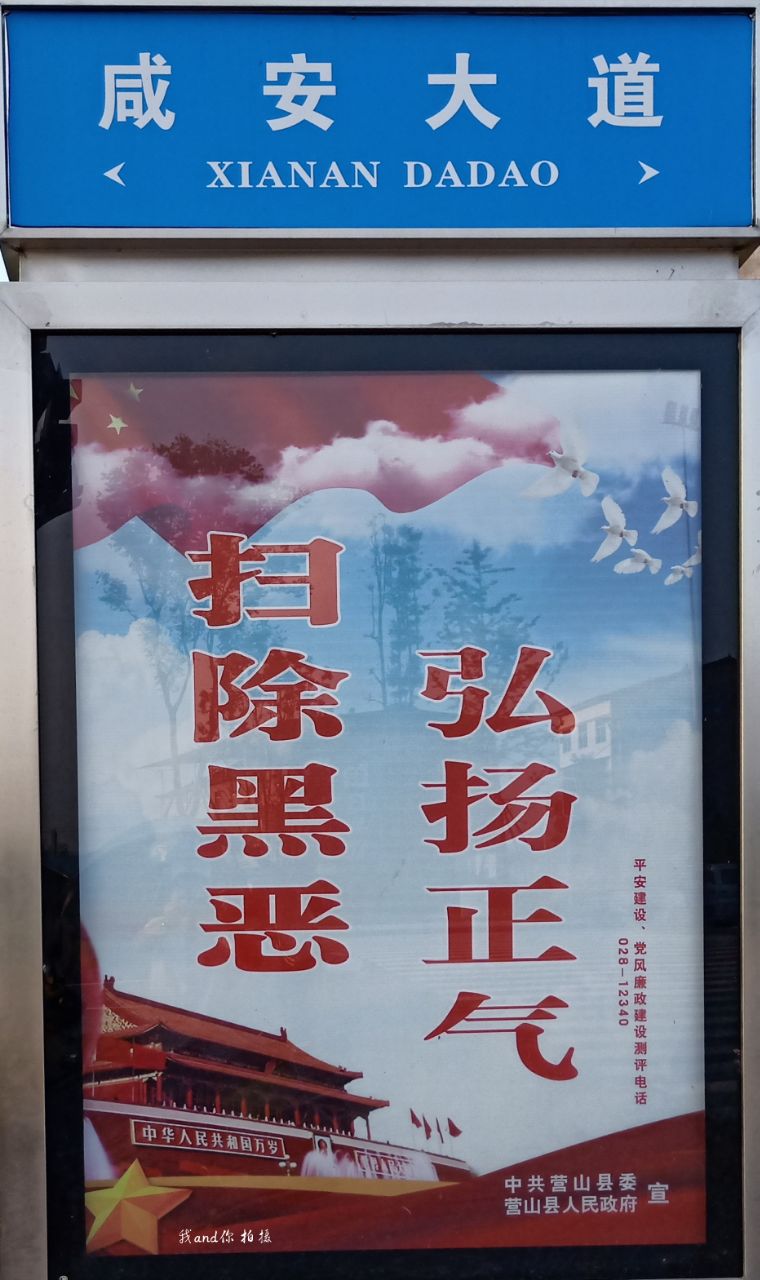 咸安大道
XIANAN DADAO
扫除黑恶
弘扬正气
平安建设、党风廉政建设测评电话
028—12340
中华人民共和国万岁
中共营山县委
营山县人民政府 宣
我and你 拍摄